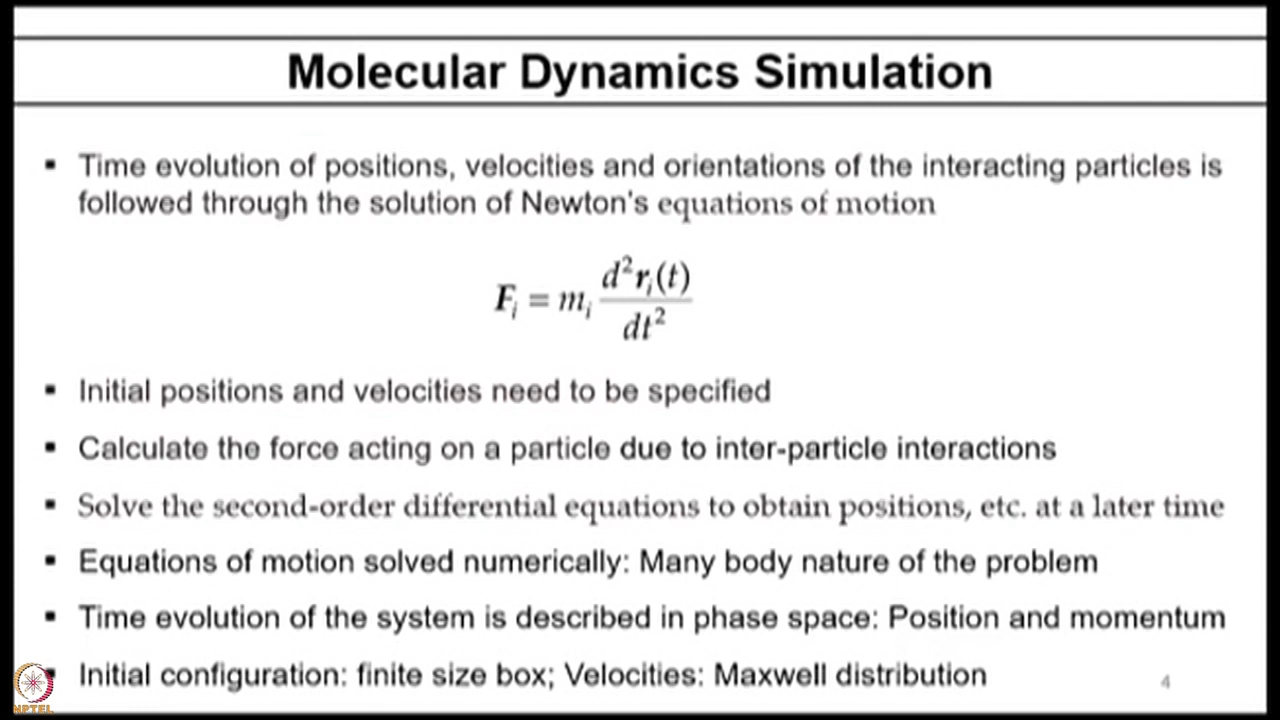 Molecular Dynamics Simulation
▪ Time evolution of positions, velocities and orientations of the interacting particles is
followed through the solution of Newton's equations of motion
F_i = m_i d²r_i(t) / dt²
▪ Initial positions and velocities need to be specified
▪ Calculate the force acting on a particle due to inter-particle interactions
▪ Solve the second-order differential equations to obtain positions, etc. at a later time
▪ Equations of motion solved numerically: Many body nature of the problem
▪ Time evolution of the system is described in phase space: Position and momentum
▪ Initial configuration: finite size box; Velocities: Maxwell distribution
4
NPTEL